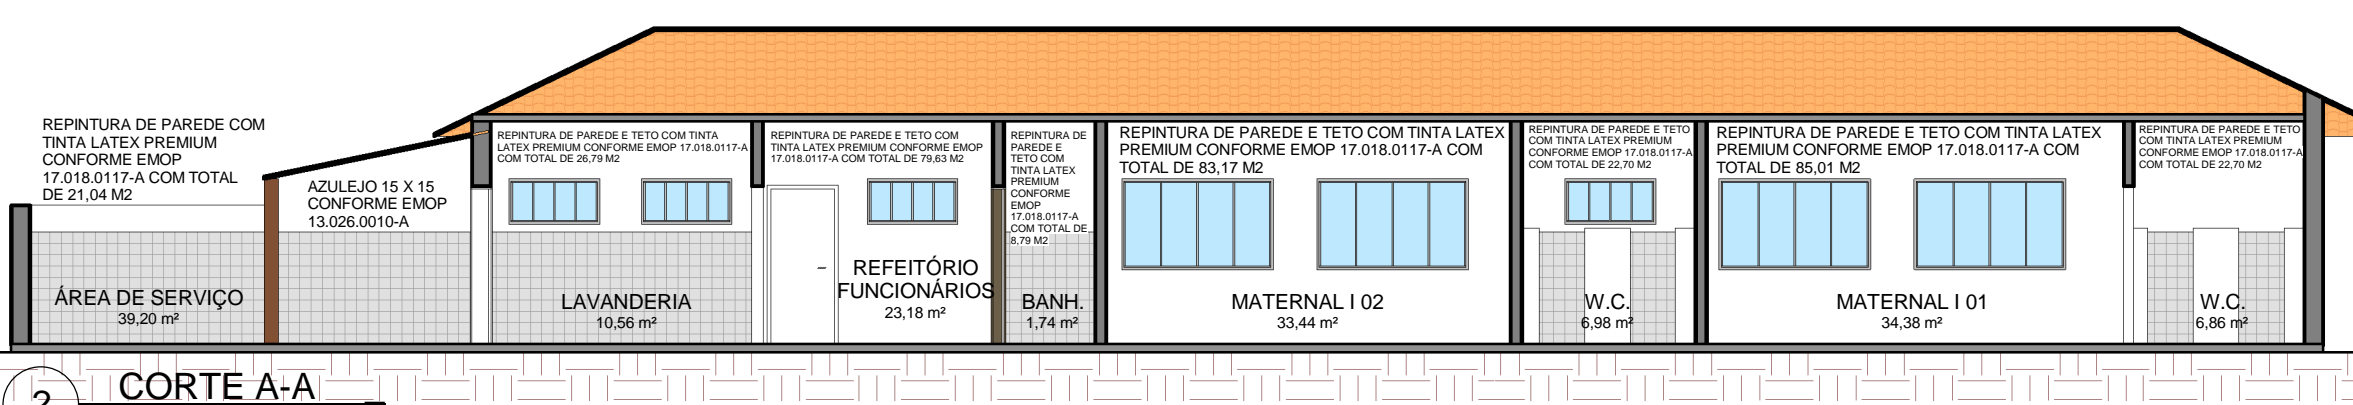 REPINTURA DE PAREDE COM
TINTA LATEX PREMIUM
CONFORME EMOP
17.018.0117-A COM TOTAL
DE 21,04 M2
AZULEJO 15 X 15
CONFORME EMOP
13.026.0010-A
REPINTURA DE PAREDE E TETO COM TINTA
LATEX PREMIUM CONFORME EMOP 17.018.0117-A
COM TOTAL DE 26,79 M2
REPINTURA DE PAREDE E TETO COM
TINTA LATEX PREMIUM CONFORME EMOP
17.018.0117-A COM TOTAL DE 79,63 M2
REPINTURA DE
PAREDE E
TETO COM
TINTA LATEX
PREMIUM
CONFORME
EMOP
17.018.0117-A
COM TOTAL DE
8,79 M2
REPINTURA DE PAREDE E TETO COM TINTA LATEX
PREMIUM CONFORME EMOP 17.018.0117-A COM
TOTAL DE 83,17 M2
REPINTURA DE PAREDE E TETO
COM TINTA LATEX PREMIUM
CONFORME EMOP 17.018.0117-A
COM TOTAL DE 22,70 M2
REPINTURA DE PAREDE E TETO COM TINTA LATEX
PREMIUM CONFORME EMOP 17.018.0117-A COM
TOTAL DE 85,01 M2
REPINTURA DE PAREDE E TETO
COM TINTA LATEX PREMIUM
CONFORME EMOP 17.018.0117-A
COM TOTAL DE 22,70 M2
ÁREA DE SERVIÇO
39,20 m²
LAVANDERIA
10,56 m²
REFEITÓRIO
FUNCIONÁRIOS
23,18 m²
BANH.
1,74 m²
MATERNAL I 02
33,44 m²
W.C.
6,98 m²
MATERNAL I 01
34,38 m²
W.C.
6,86 m²
2
CORTE A-A